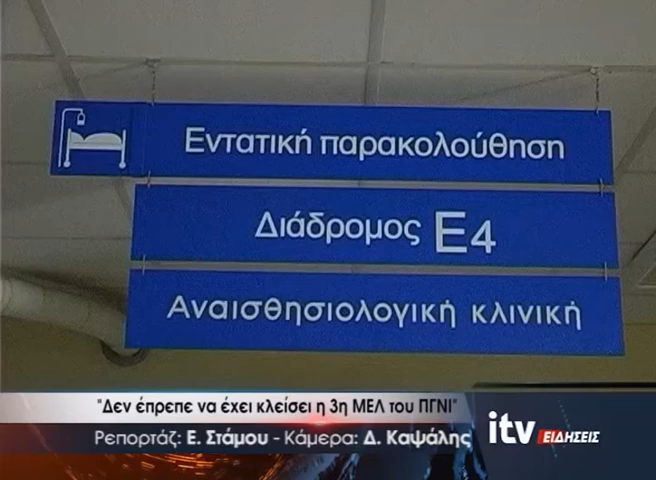 Εντατική παρακολούθηση
Διάδρομος Ε4
Αναισθησιολογική κλινική
"Δεν έπρεπε να έχει κλείσει η 3η ΜΕΛ του ΠΓΝΙ"
Ρεπορτάζ: Ε. Στάμου - Κάμερα: Δ. Καψάλης
itv ΕΙΔΗΣΕΙΣ